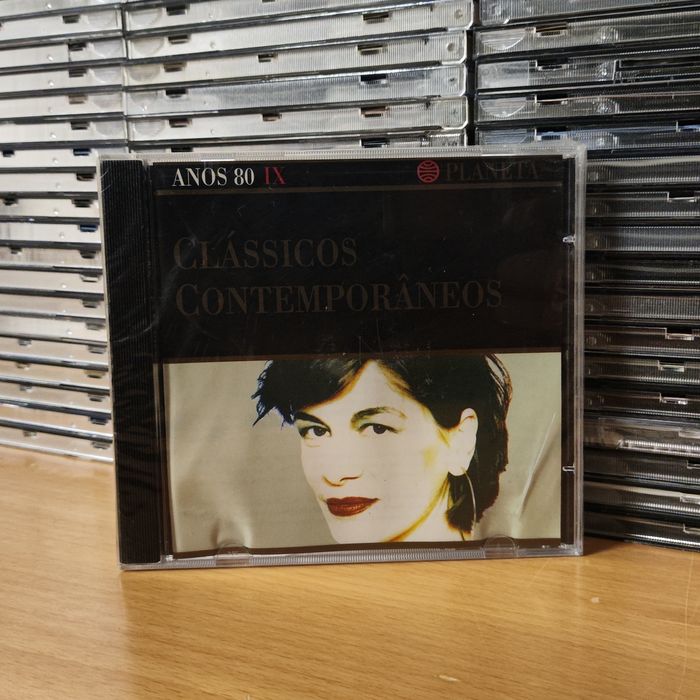 ANOS 80 IX
PLANETA
CLÁSSICOS
CONTEMPORÂNEOS